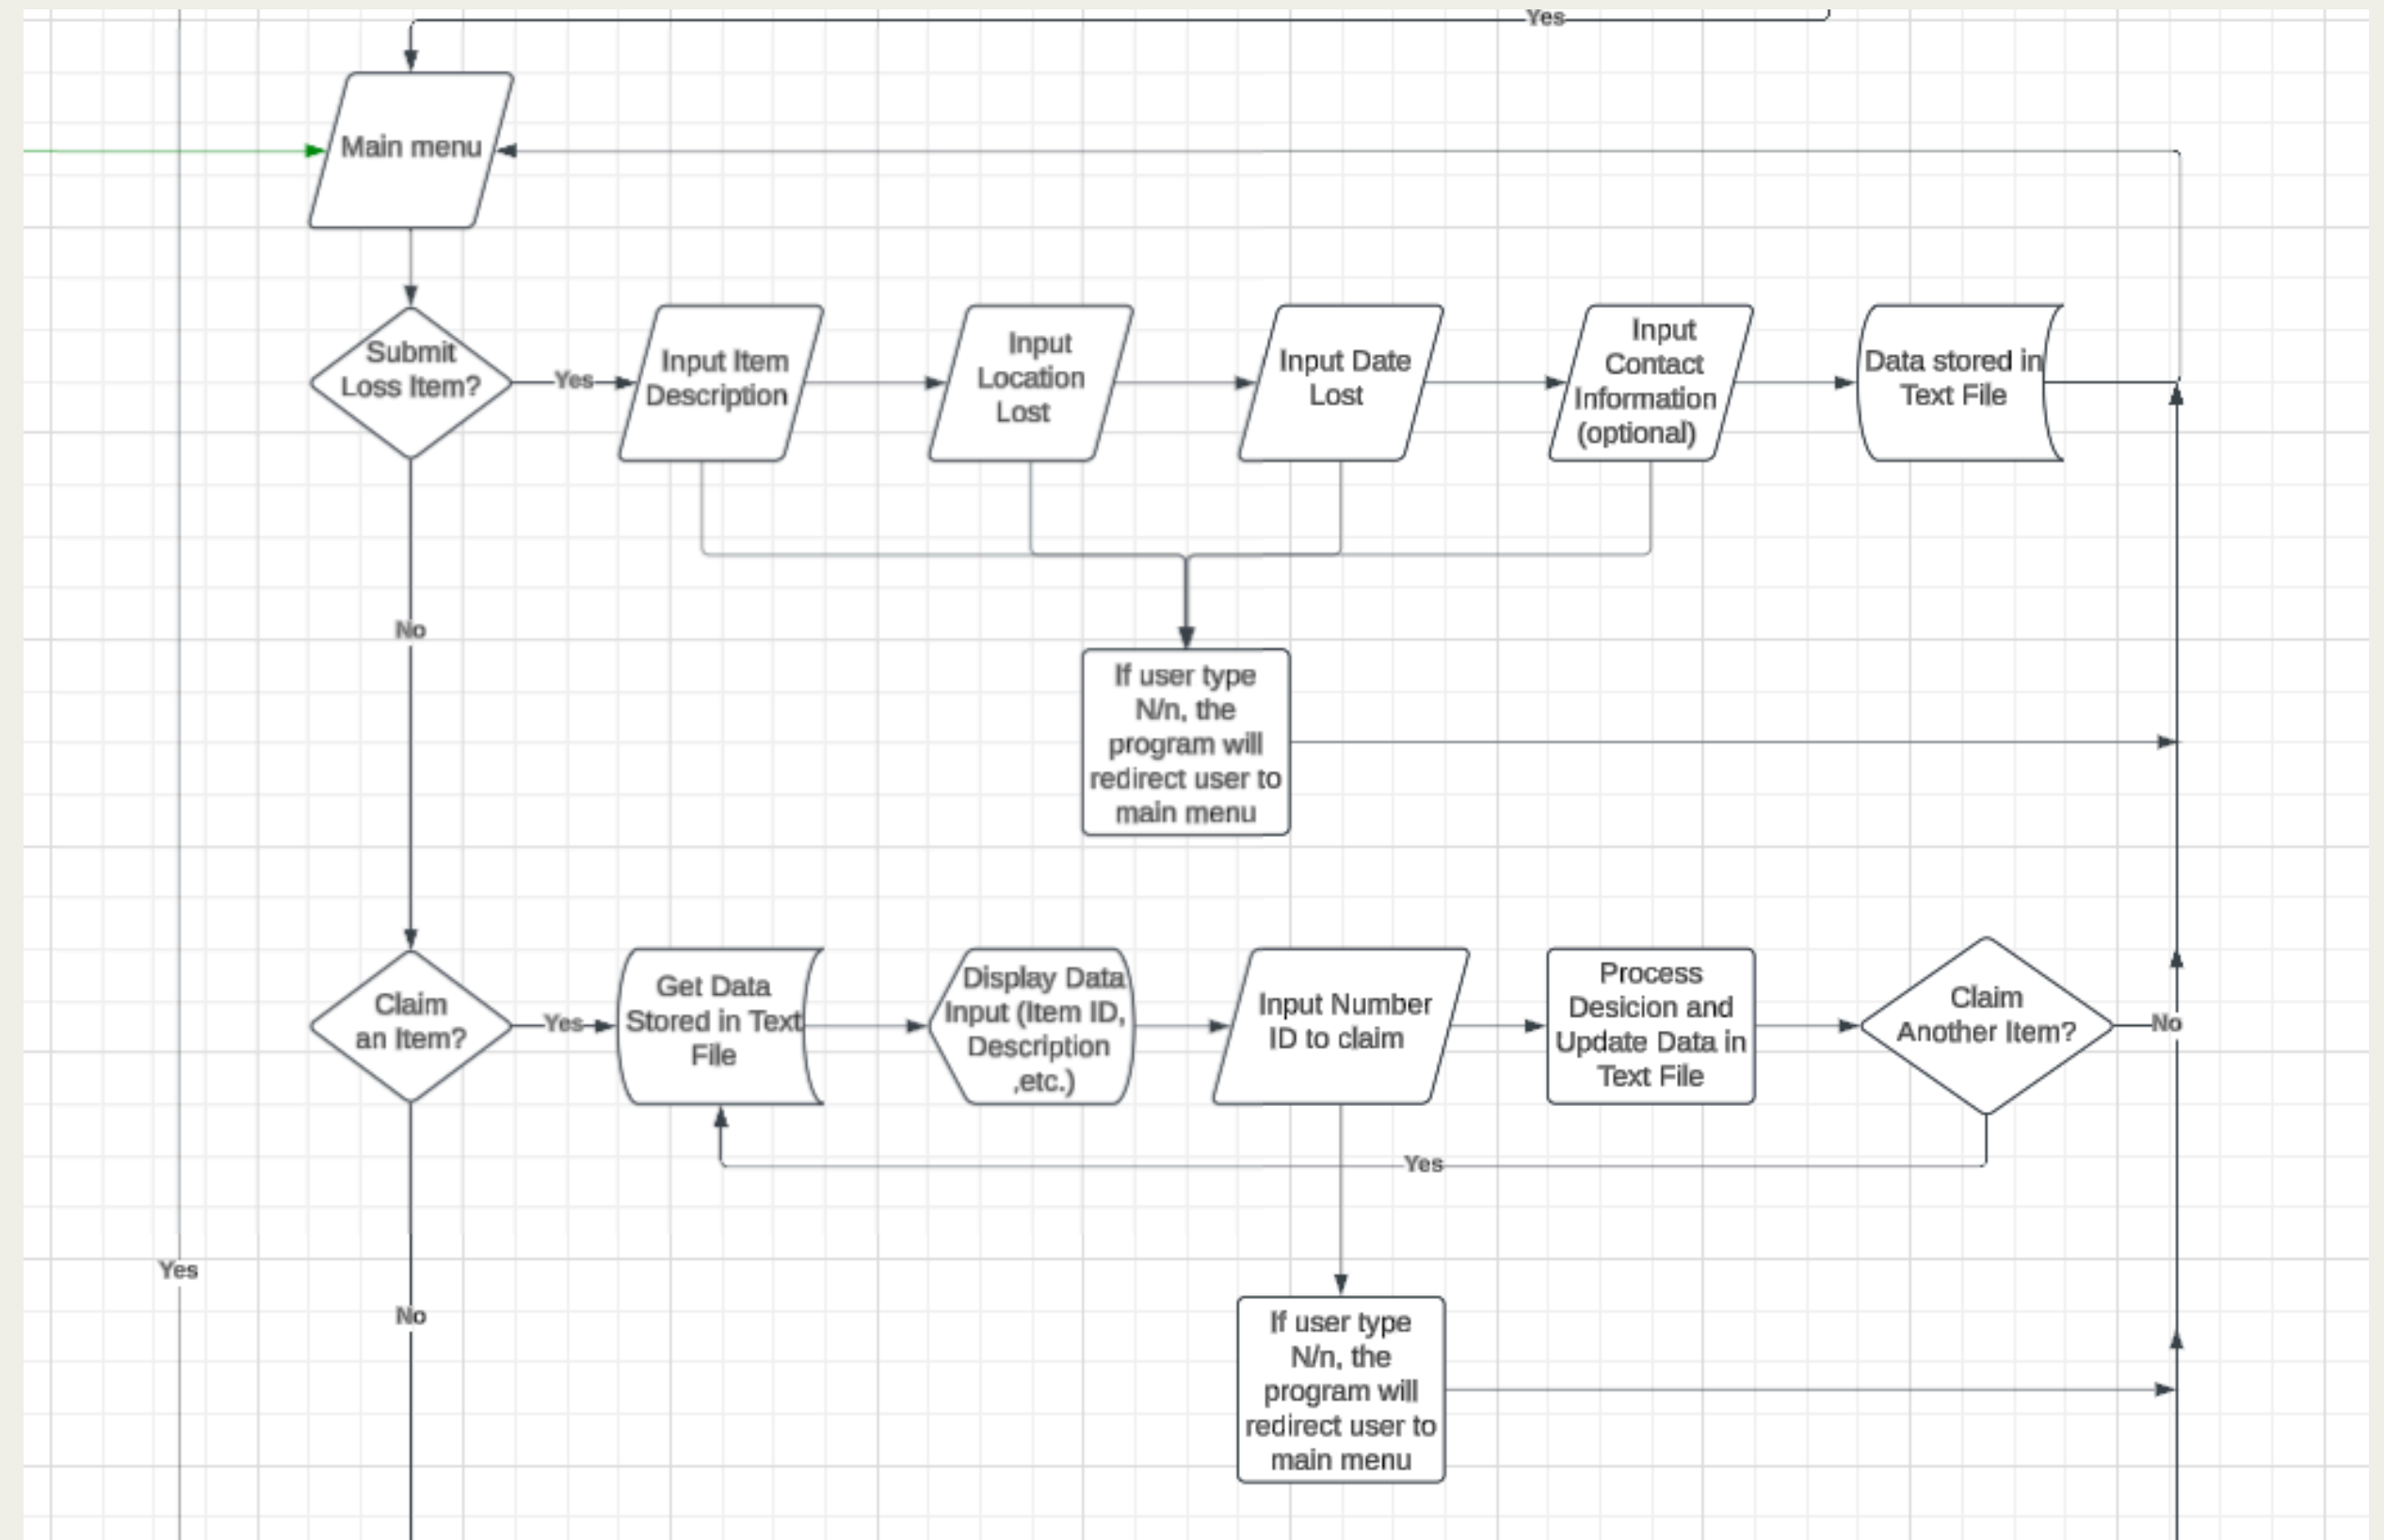 Yes
Main menu
Submit
Loss Item?
Yes
Input Item
Description
Input
Location
Lost
Input Date
Lost
Input
Contact
Information
(optional)
Data stored in
Text File
No
If user type
N/n, the
program will
redirect user to
main menu
Claim
an Item?
Yes
Get Data
Stored in Text
File
Display Data
Input (Item ID,
Description
,etc.)
Input Number
ID to claim
Process
Desicion and
Update Data in
Text File
Claim
Another Item?
No
Yes
Yes
No
If user type
N/n, the
program will
redirect user to
main menu